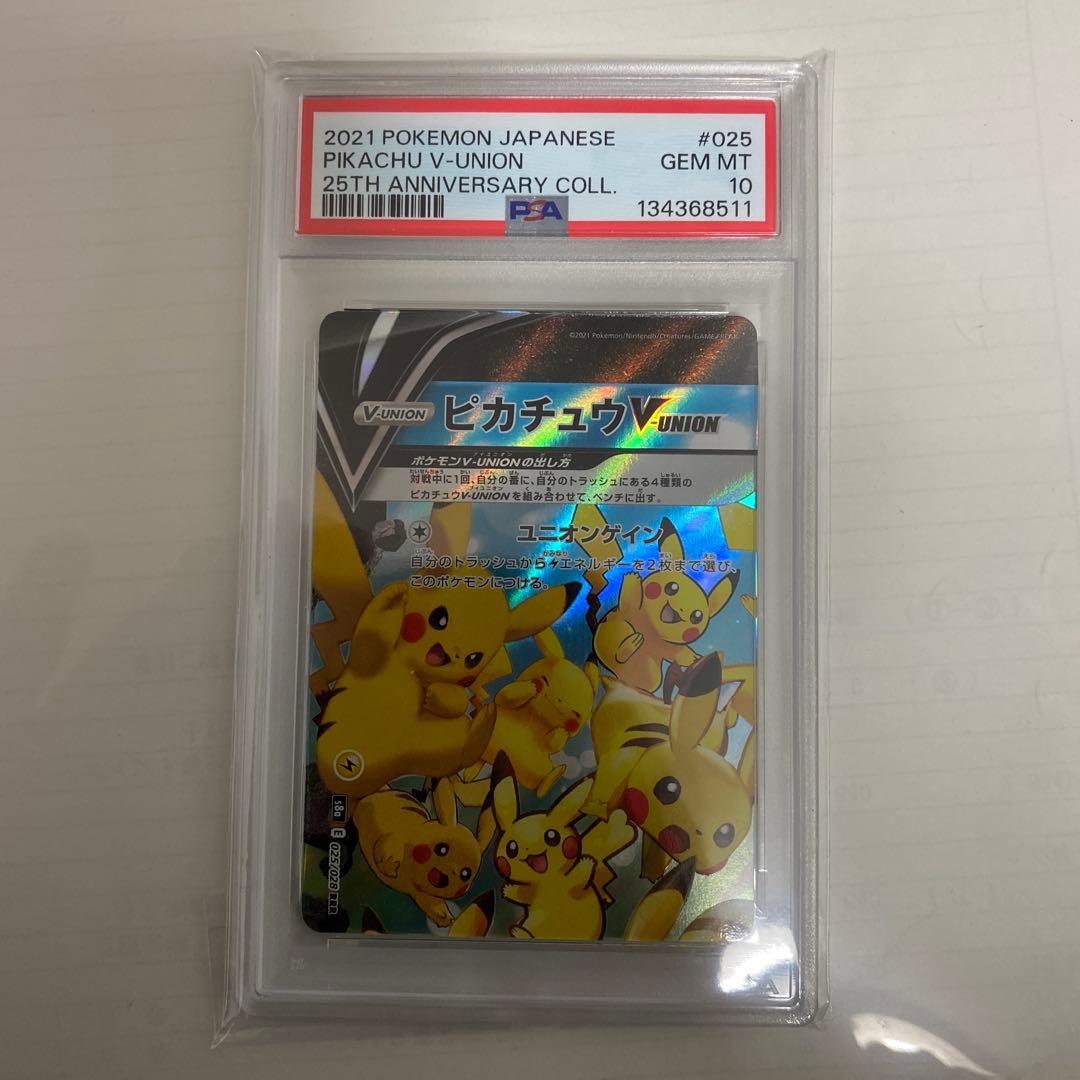 2021 POKEMON JAPANESE #025
PIKACHU V-UNION GEM MT
25TH ANNIVERSARY COLL. 10
PSA 134368511
©2021 Pokémon/Nintendo/Creatures/GAME FREAK
V-UNION ピカチュウV-UNION
ポケモンV-UNIONの出し方
対戦中に1回、自分の番に、自分のトラッシュにある4種類の
ピカチュウV-UNIONを組み合わせて、ベンチに出す。
ユニオンゲイン
自分のトラッシュからエネルギーを2枚まで選び、
このポケモンにつける。
s8a E 025/028 RRR